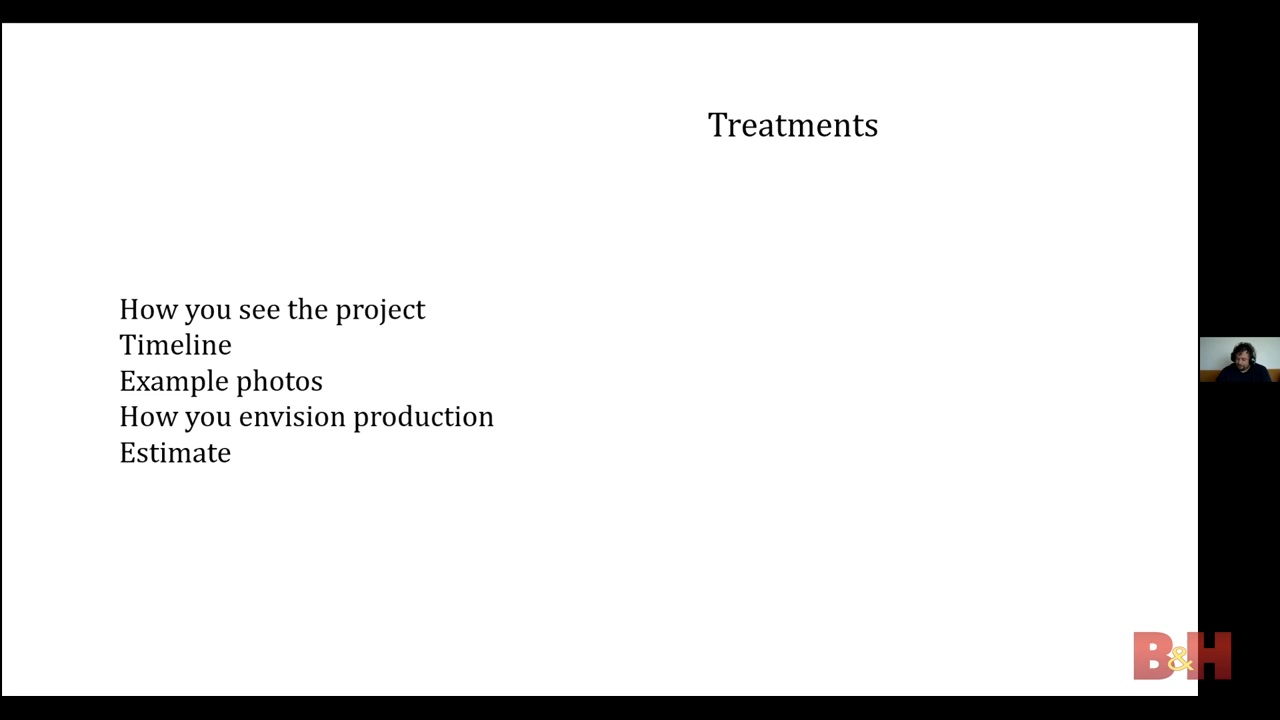 Treatments
How you see the project
Timeline
Example photos
How you envision production
Estimate
B&H